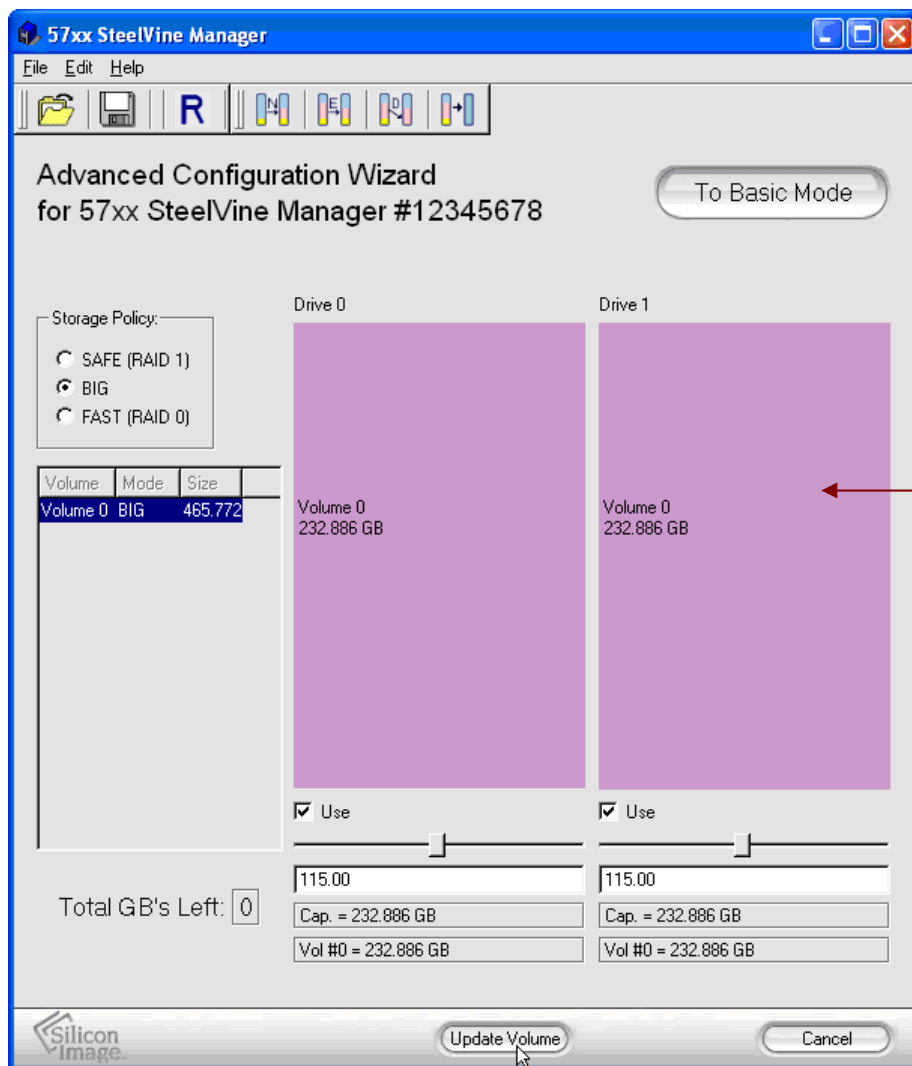 57xx SteelVine Manager
File Edit Help
R N E D
Advanced Configuration Wizard
for 57xx SteelVine Manager #12345678
To Basic Mode
Storage Policy:
SAFE (RAID 1)
BIG
FAST (RAID 0)
Volume Mode Size
Volume 0 BIG 465.772
Drive 0
Volume 0
232.886 GB
Use
115.00
Cap. = 232.886 GB
Vol #0 = 232.886 GB
Drive 1
Volume 0
232.886 GB
Use
115.00
Cap. = 232.886 GB
Vol #0 = 232.886 GB
Total GB's Left: 0
Silicon
Image.
Update Volume
Cancel